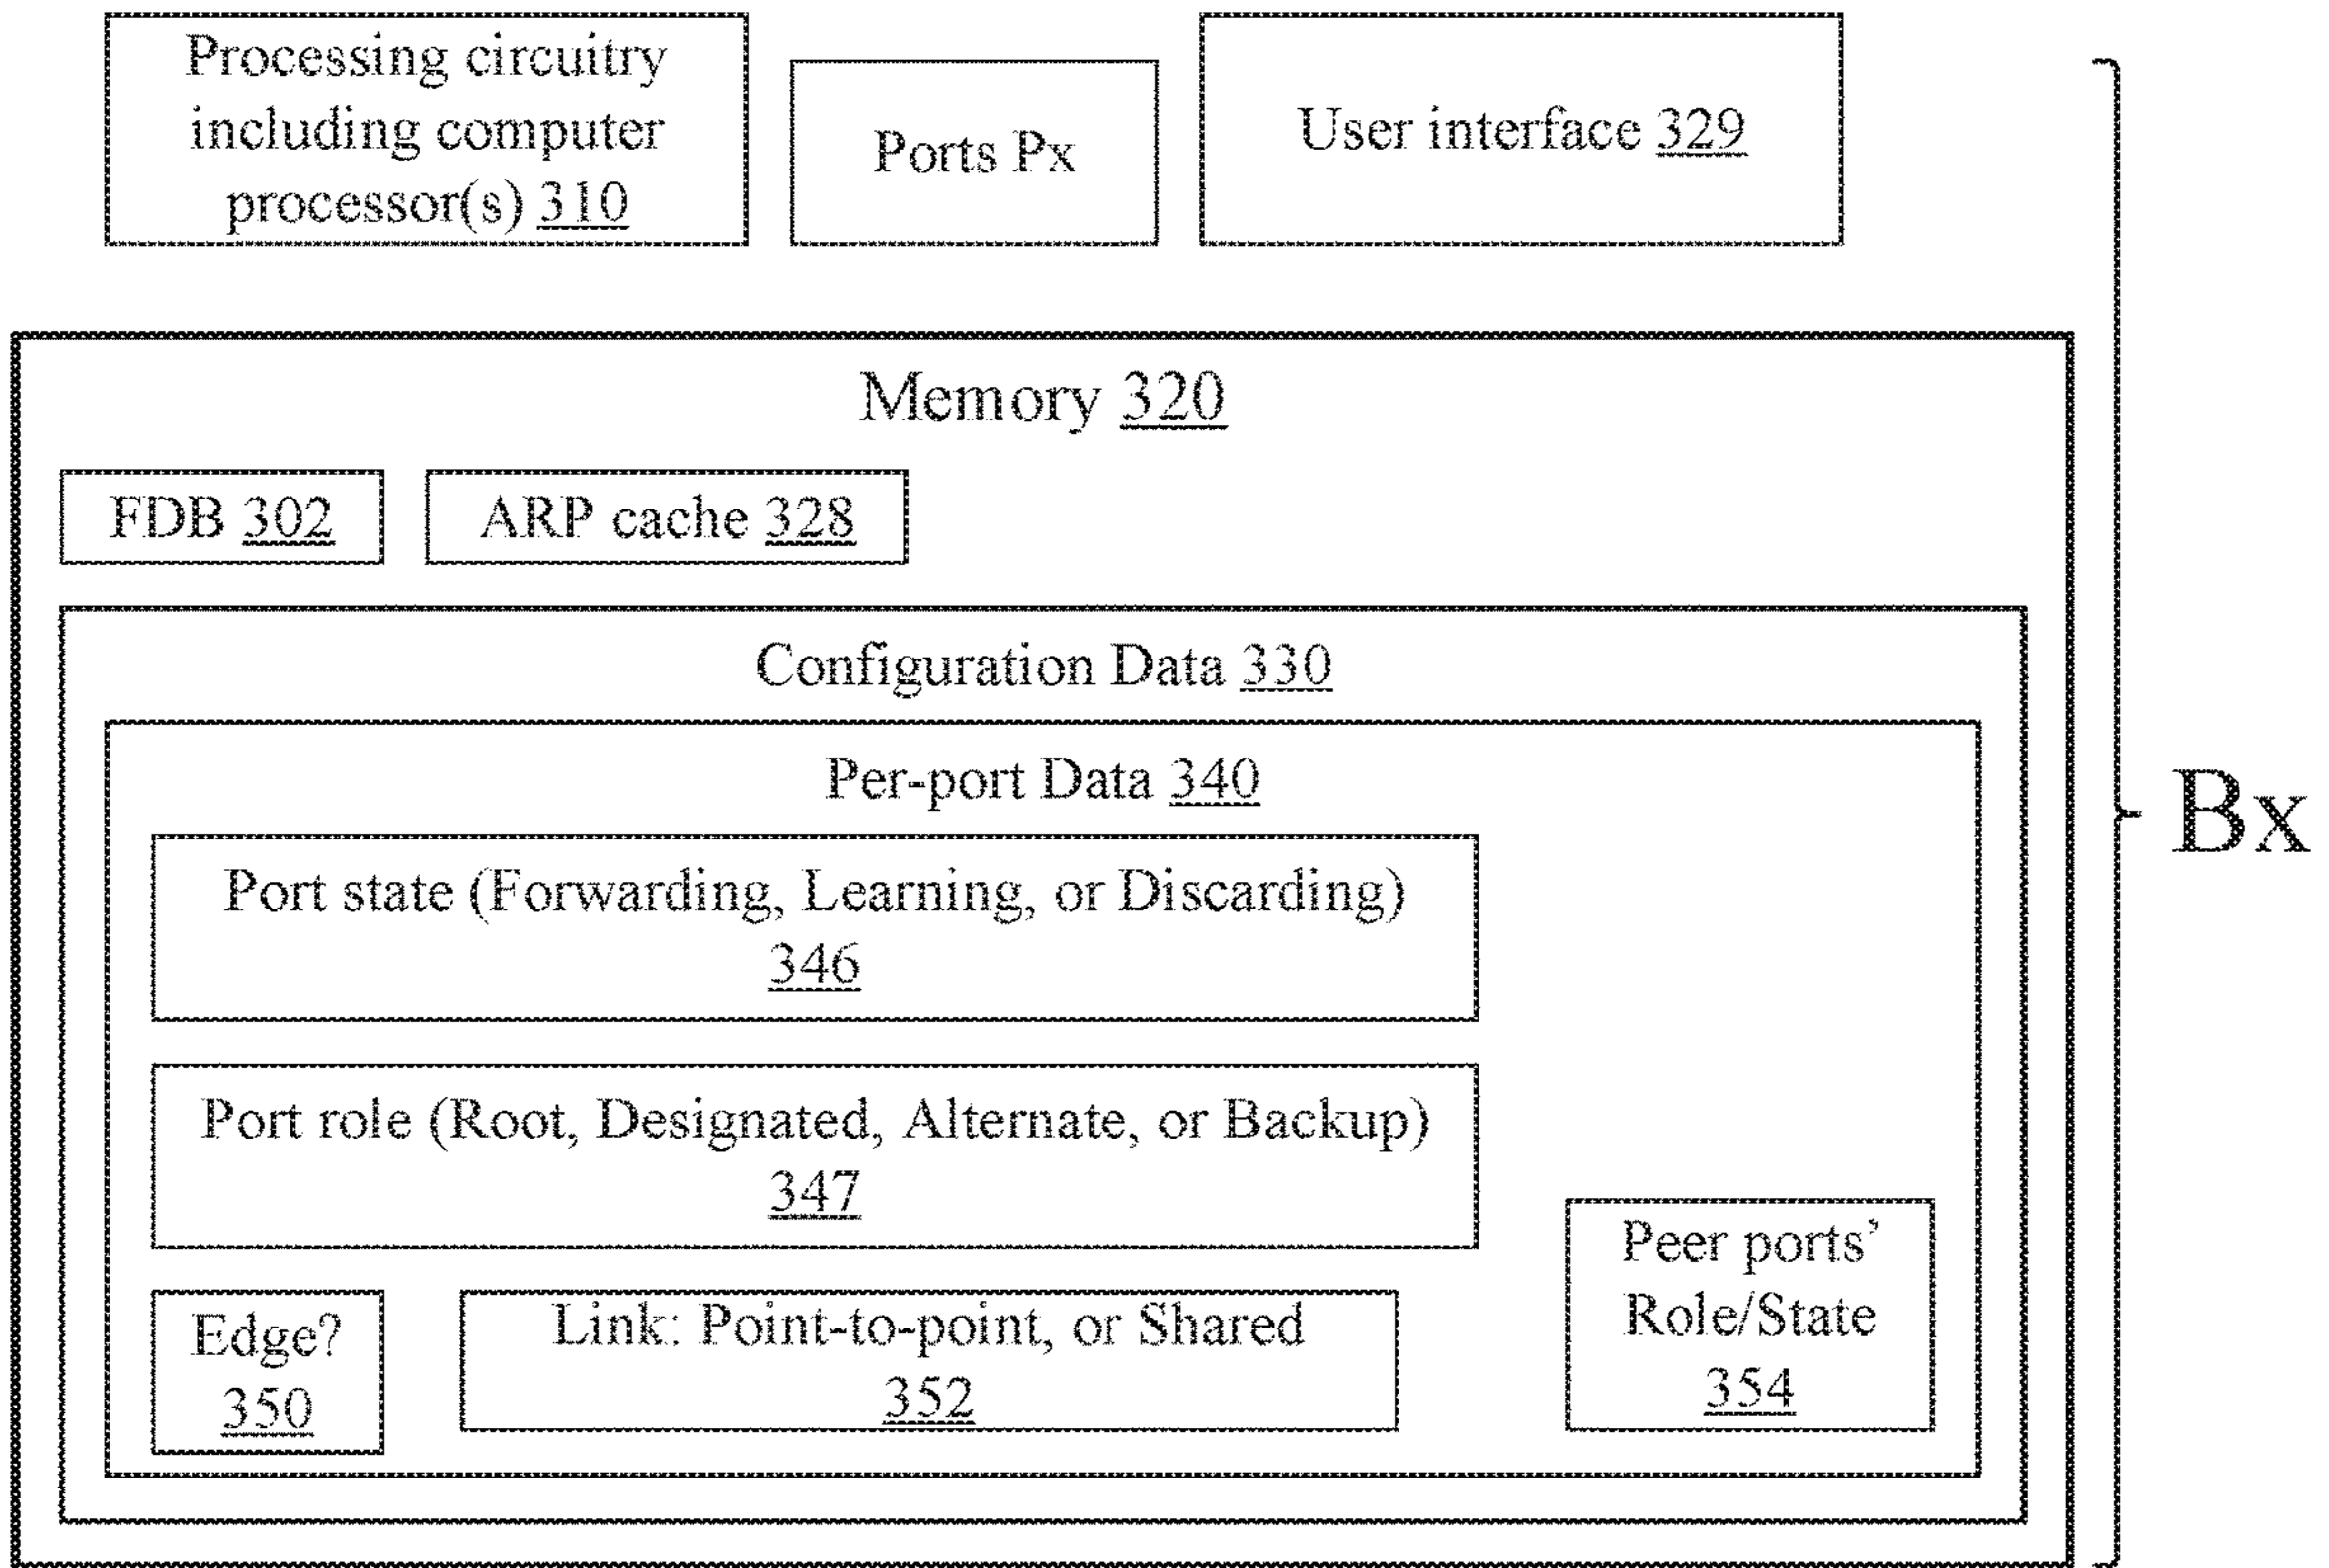 Processing circuitry
including computer
processor(s) 310
Ports Px
User interface 329
Memory 320
FDB 302
ARP cache 328
Configuration Data 330
Per-port Data 340
Port state (Forwarding, Learning, or Discarding)
346
Port role (Root, Designated, Alternate, or Backup)
347
Edge?
350
Link: Point-to-point, or Shared
352
Peer ports’
Role/State
354
Bx